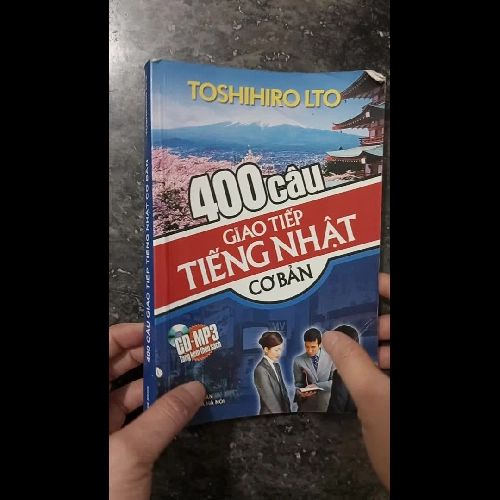 TOSHIHIRO LTO
400 câu
GIAO TIẾP
TIẾNG NHẬT
CƠ BẢN
CD-MP3
400 CÂU GIAO TIẾP TIẾNG NHẬT CƠ BẢN